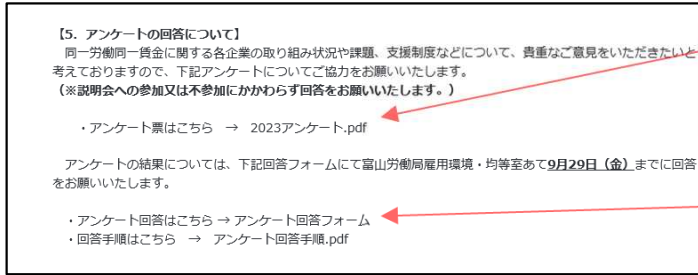 【5．アンケートの回答について】
同一労働同一賃金に関する各企業の取り組み状況や課題、支援制度などについて、貴重なご意見をいただきたいと
考えておりますので、下記アンケートについてご協力をお願いいたします。
（※説明会への参加又は不参加にかかわらず回答をお願いいたします。）
・アンケート票はこちら　→　2023アンケート.pdf
アンケートの結果については、下記回答フォームにて富山労働局雇用環境・均等室あて9月29日（金）までに回答
をお願いいたします。
・アンケート回答はこちら → アンケート回答フォーム
・回答手順はこちら　→　アンケート回答手順.pdf